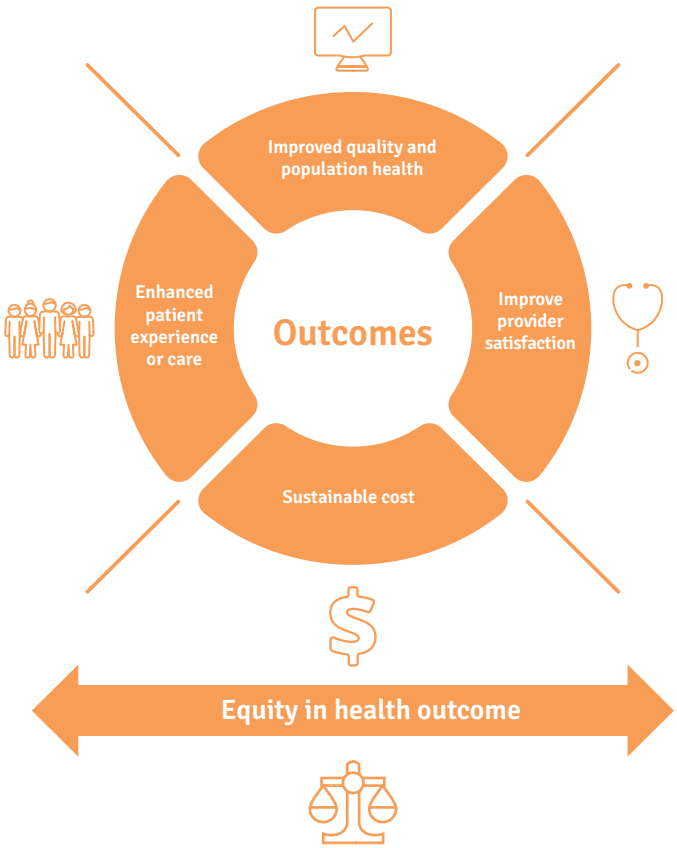 Improved quality and
population health
Enhanced
patient
experience
or care
Outcomes
Improve
provider
satisfaction
Sustainable cost
Equity in health outcome